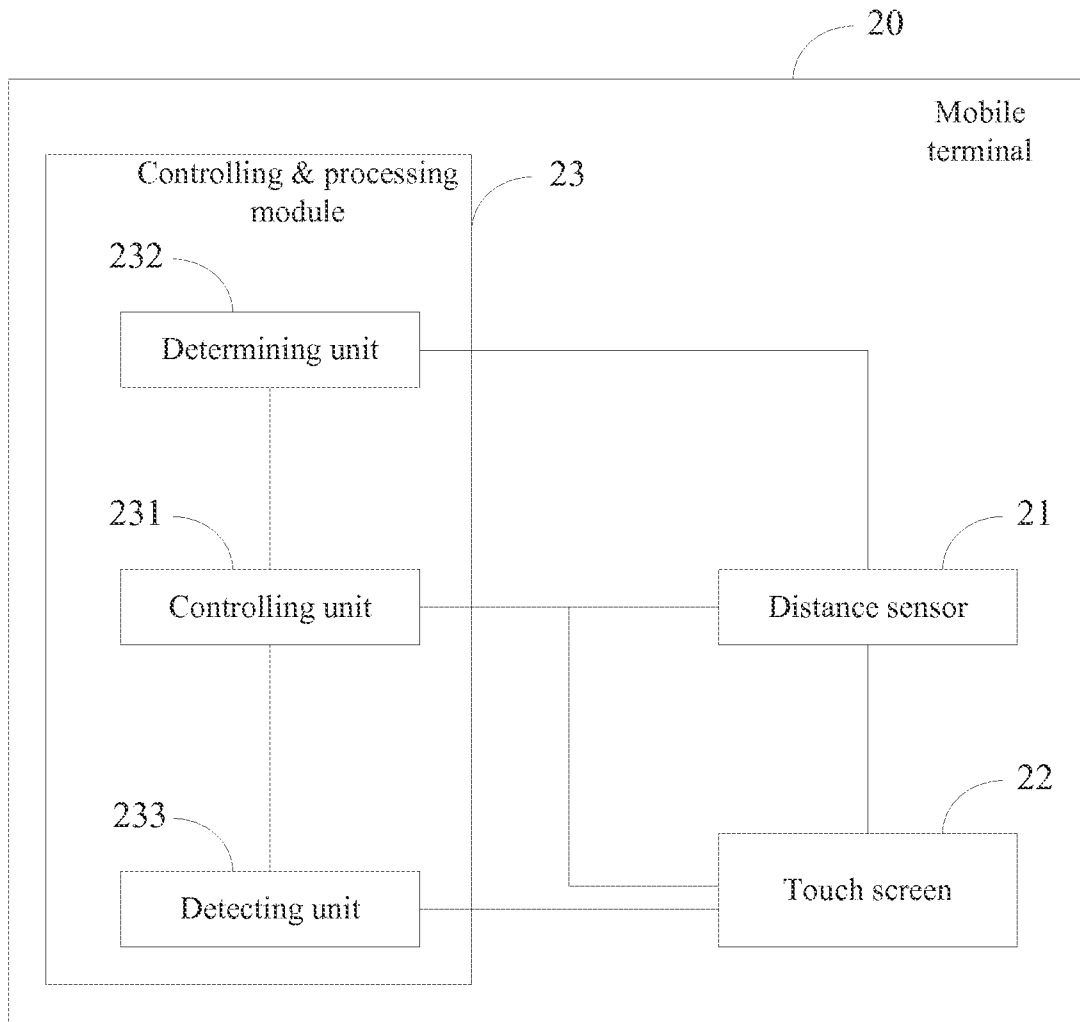 20
Mobile
terminal
Controlling & processing
module
23
232
Determining unit
231
Controlling unit
21
Distance sensor
22
Touch screen
233
Detecting unit